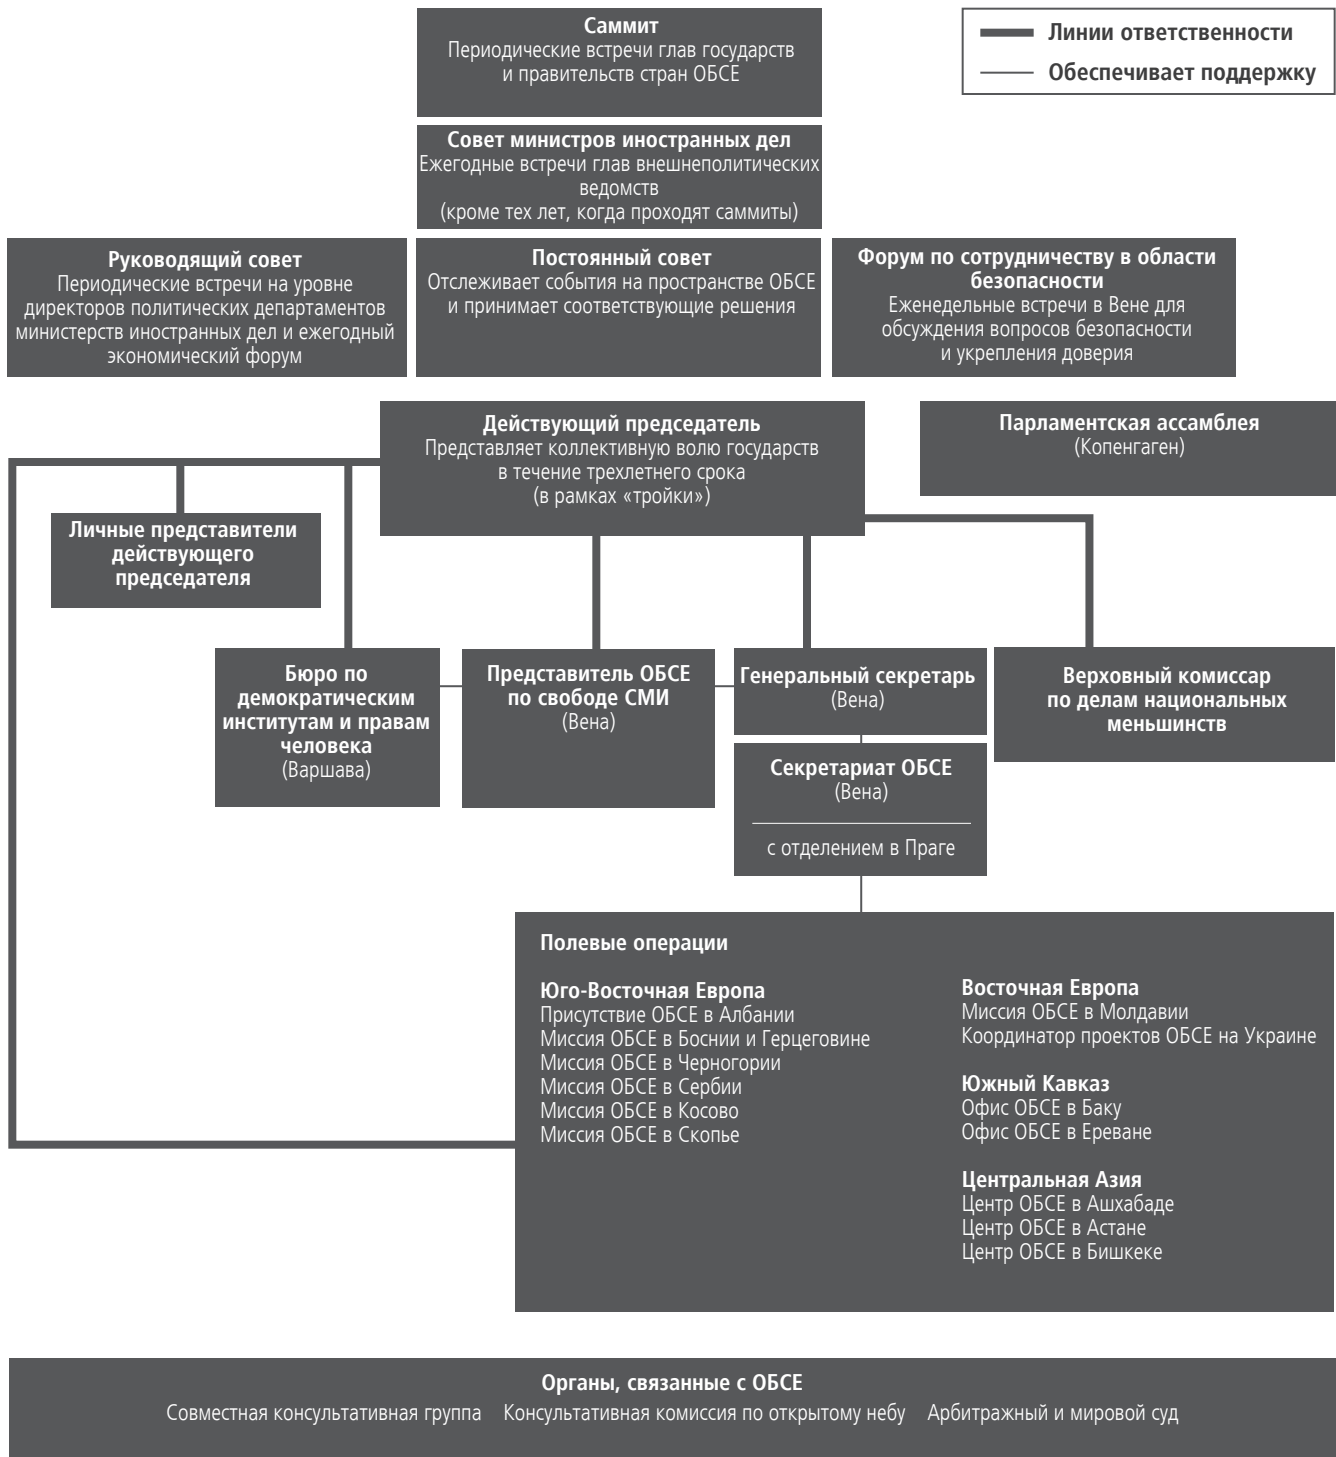 Саммит
Периодические встречи глав государств
и правительств стран ОБСЕ
Линии ответственности
Обеспечивает поддержку
Совет министров иностранных дел
Ежегодные встречи глав внешнеполитических
ведомств
(кроме тех лет, когда проходят саммиты)
Руководящий совет
Периодические встречи на уровне
директоров политических департаментов
министерств иностранных дел и ежегодный
экономический форум
Постоянный совет
Отслеживает события на пространстве ОБСЕ
и принимает соответствующие решения
Форум по сотрудничеству в области
безопасности
Еженедельные встречи в Вене для
обсуждения вопросов безопасности
и укрепления доверия
Действующий председатель
Представляет коллективную волю государств
в течение трехлетнего срока
(в рамках «тройки»)
Парламентская ассамблея
(Копенгаген)
Личные представители
действующего
председателя
Бюро по
демократическим
институтам и правам
человека
(Варшава)
Представитель ОБСЕ
по свободе СМИ
(Вена)
Генеральный секретарь
(Вена)
Верховный комиссар
по делам национальных
меньшинств
Секретариат ОБСЕ
(Вена)
с отделением в Праге
Полевые операции
Юго-Восточная Европа
Присутствие ОБСЕ в Албании
Миссия ОБСЕ в Боснии и Герцеговине
Миссия ОБСЕ в Черногории
Миссия ОБСЕ в Сербии
Миссия ОБСЕ в Косово
Миссия ОБСЕ в Скопье
Восточная Европа
Миссия ОБСЕ в Молдавии
Координатор проектов ОБСЕ на Украине
Южный Кавказ
Офис ОБСЕ в Баку
Офис ОБСЕ в Ереване
Центральная Азия
Центр ОБСЕ в Ашхабаде
Центр ОБСЕ в Астане
Центр ОБСЕ в Бишкеке
Органы, связанные с ОБСЕ
Совместная консультативная группа Консультативная комиссия по открытому небу Арбитражный и мировой суд